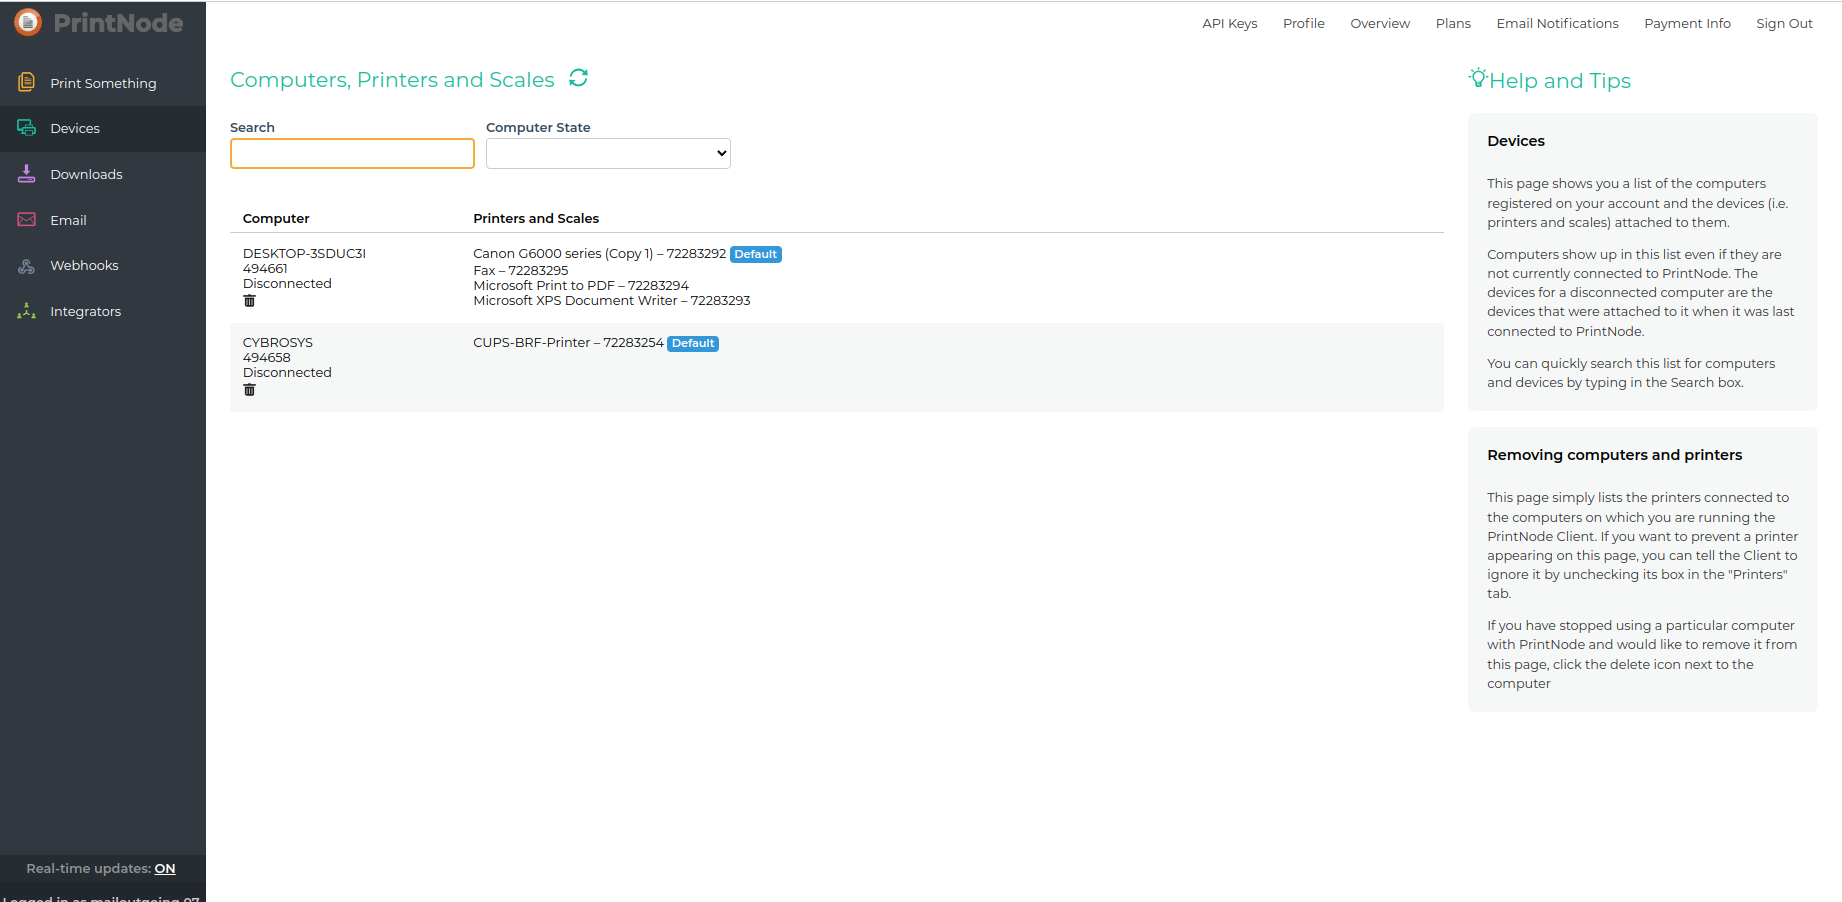 PrintNode
API Keys Profile Overview Plans Email Notifications Payment Info Sign Out
Print Something
Devices
Downloads
Email
Webhooks
Integrators
Real-time updates: ON
Logged in as mailoutgoing.07
Computers, Printers and Scales
Search Computer State
Computer Printers and Scales
DESKTOP-3SDUC3I
494661
Disconnected
Canon G6000 series (Copy 1) – 72283292 Default
Fax – 72283295
Microsoft Print to PDF – 72283294
Microsoft XPS Document Writer – 72283293
CYBROSYS
494658
Disconnected
CUPS-BRF-Printer – 72283254 Default
Help and Tips
Devices
This page shows you a list of the computers
registered on your account and the devices (i.e.
printers and scales) attached to them.
Computers show up in this list even if they are
not currently connected to PrintNode. The
devices for a disconnected computer are the
devices that were attached to it when it was last
connected to PrintNode.
You can quickly search this list for computers
and devices by typing in the Search box.
Removing computers and printers
This page simply lists the printers connected to
the computers on which you are running the
PrintNode Client. If you want to prevent a printer
appearing on this page, you can tell the Client to
ignore it by unchecking its box in the "Printers"
tab.
If you have stopped using a particular computer
with PrintNode and would like to remove it from
this page, click the delete icon next to the
computer